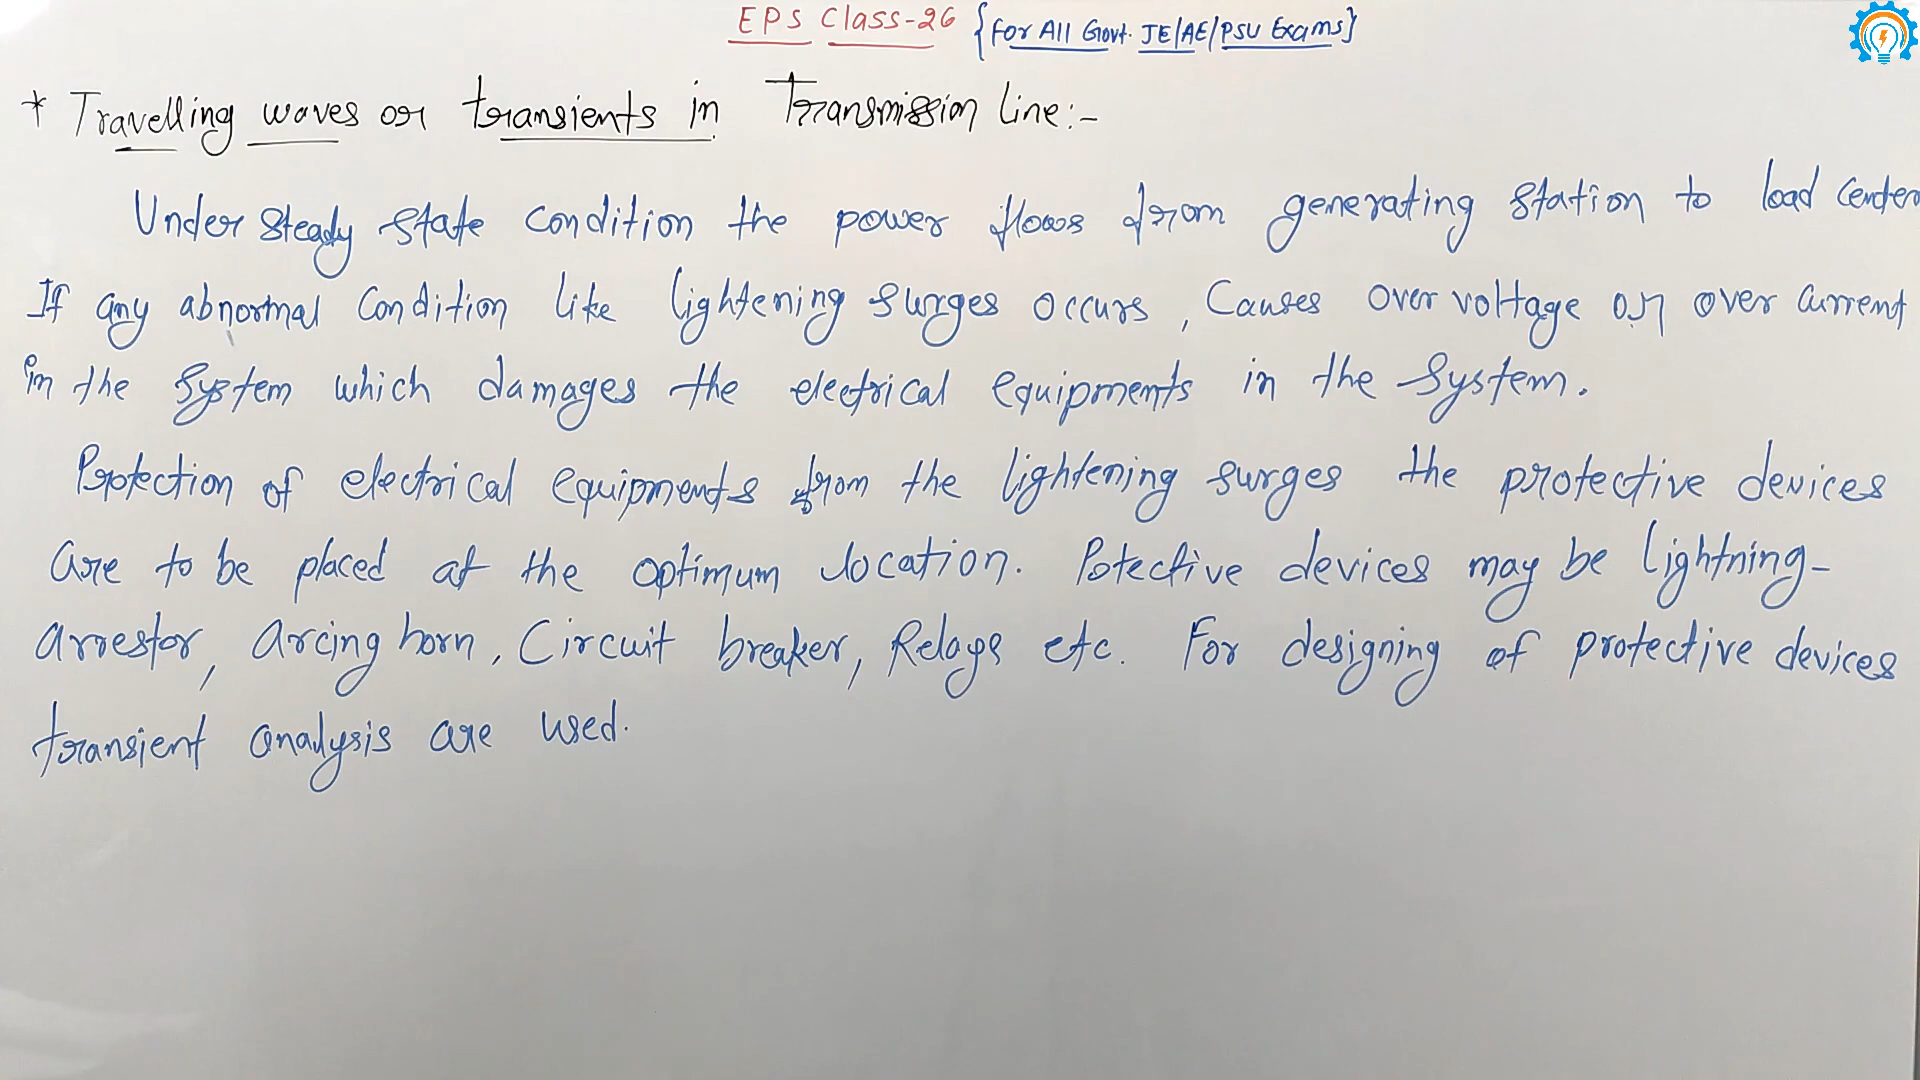 EPS Class-26 {For All Govt. JE/AE/PSU Exams}
* Travelling waves or transients in Transmission line:-
Under steady state condition the power flows from generating station to load center
If any abnormal condition like lightening surges occurs, causes over voltage or over current
in the system which damages the electrical equipments in the system.
Protection of electrical equipments from the lightening surges the protective devices
are to be placed at the optimum location. Potective devices may be lightning-
arrestor, arcing horn, Circuit breaker, Relays etc. For designing of protective devices
transient analysis are used.